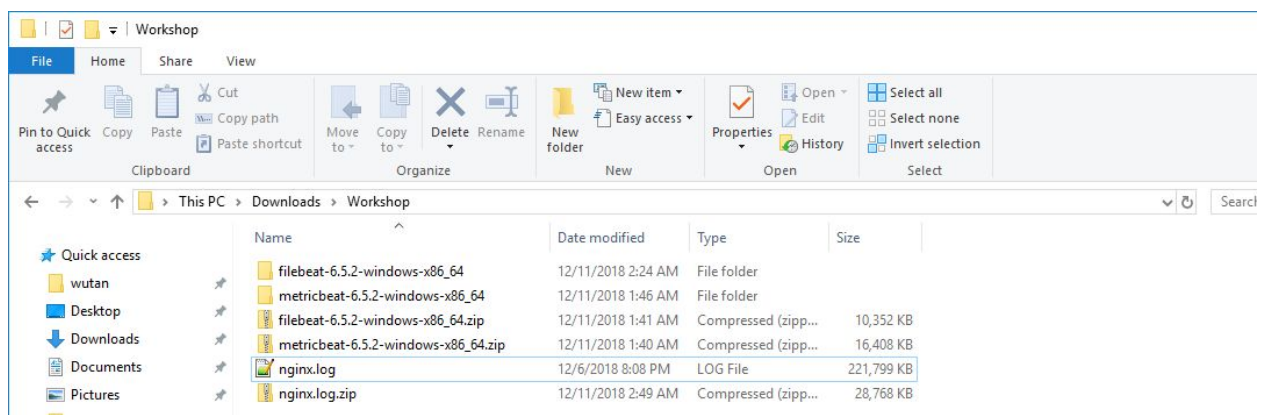 Workshop
File Home Share View
Pin to Quick access
Copy
Paste
Cut
Copy path
Paste shortcut
Move to
Copy to
Delete
Rename
New folder
New item
Easy access
Properties
Open
Edit
History
Select all
Select none
Invert selection
Clipboard Organize New Open Select
This PC > Downloads > Workshop
Name Date modified Type Size
Quick access
wutan
Desktop
Downloads
Documents
Pictures
filebeat-6.5.2-windows-x86_64 12/11/2018 2:24 AM File folder
metricbeat-6.5.2-windows-x86_64 12/11/2018 1:46 AM File folder
filebeat-6.5.2-windows-x86_64.zip 12/11/2018 1:41 AM Compressed (zipp... 10,352 KB
metricbeat-6.5.2-windows-x86_64.zip 12/11/2018 1:40 AM Compressed (zipp... 16,408 KB
nginx.log 12/6/2018 8:08 PM LOG File 221,799 KB
nginx.log.zip 12/11/2018 2:49 AM Compressed (zipp... 28,768 KB